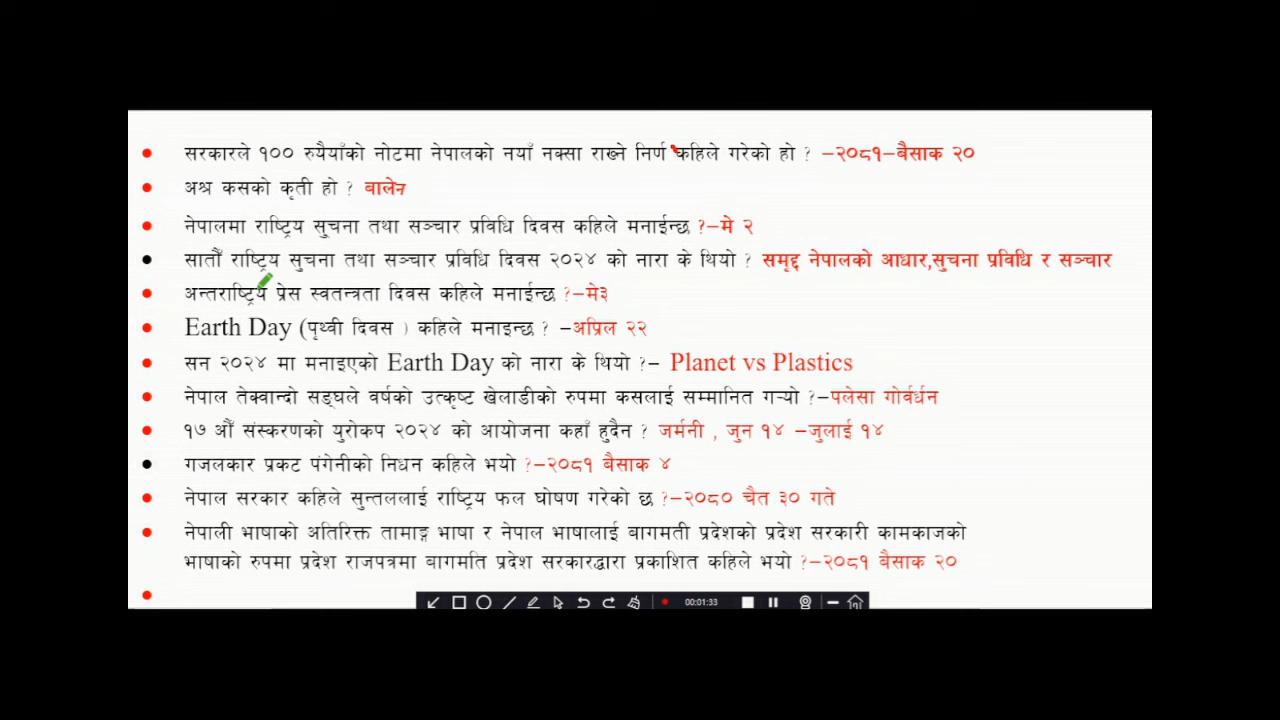 सरकारले १०० रुयैयाँको नोटमा नेपालको नयाँ नक्सा राख्ने निर्ण कहिले गरेको हो ? –२०८१–बैसाक २०
अश्र कसको कृती हो ? बालेन
नेपालमा राष्ट्रिय सुचना तथा सञ्चार प्रविधि दिवस कहिले मनाईन्छ ?–मे २
सातौँ राष्ट्रिय सुचना तथा सञ्चार प्रविधि दिवस २०२४ को नारा के थियो ? समृद्द नेपालको आधार,सुचना प्रविधि र सञ्चार
अन्तराष्ट्रिय प्रेस स्वतन्त्रता दिवस कहिले मनाईन्छ ?–मे३
Earth Day (पृथ्वी दिवस ) कहिले मनाइन्छ ? –अप्रिल २२
सन २०२४ मा मनाइएको Earth Day को नारा के थियो ?– Planet vs Plastics
नेपाल तेक्वान्दो सङ्घले वर्षको उत्कृष्ट खेलाडीको रुपमा कसलाई सम्मानित गर्‍यो ?–पलेसा गोर्वर्धन
१७ औँ संस्करणको युरोकप २०२४ को आयोजना कहाँ हुदैन ? जर्मनी , जुन १४ –जुलाई १४
गजलकार प्रकट पंगेनीको निधन कहिले भयो ?–२०८१ बैसाक ४
नेपाल सरकार कहिले सुन्तललाई राष्ट्रिय फल घोषण गरेको छ ?–२०८० चैत ३० गते
नेपाली भाषाको अतिरिक्त तामाङ्ग भाषा र नेपाल भाषालाई बागमती प्रदेशको प्रदेश सरकारी कामकाजको
भाषाको रुपमा प्रदेश राजपत्रमा बागमति प्रदेश सरकारद्वारा प्रकाशित कहिले भयो ?–२०८१ बैसाक २०
00:01:33